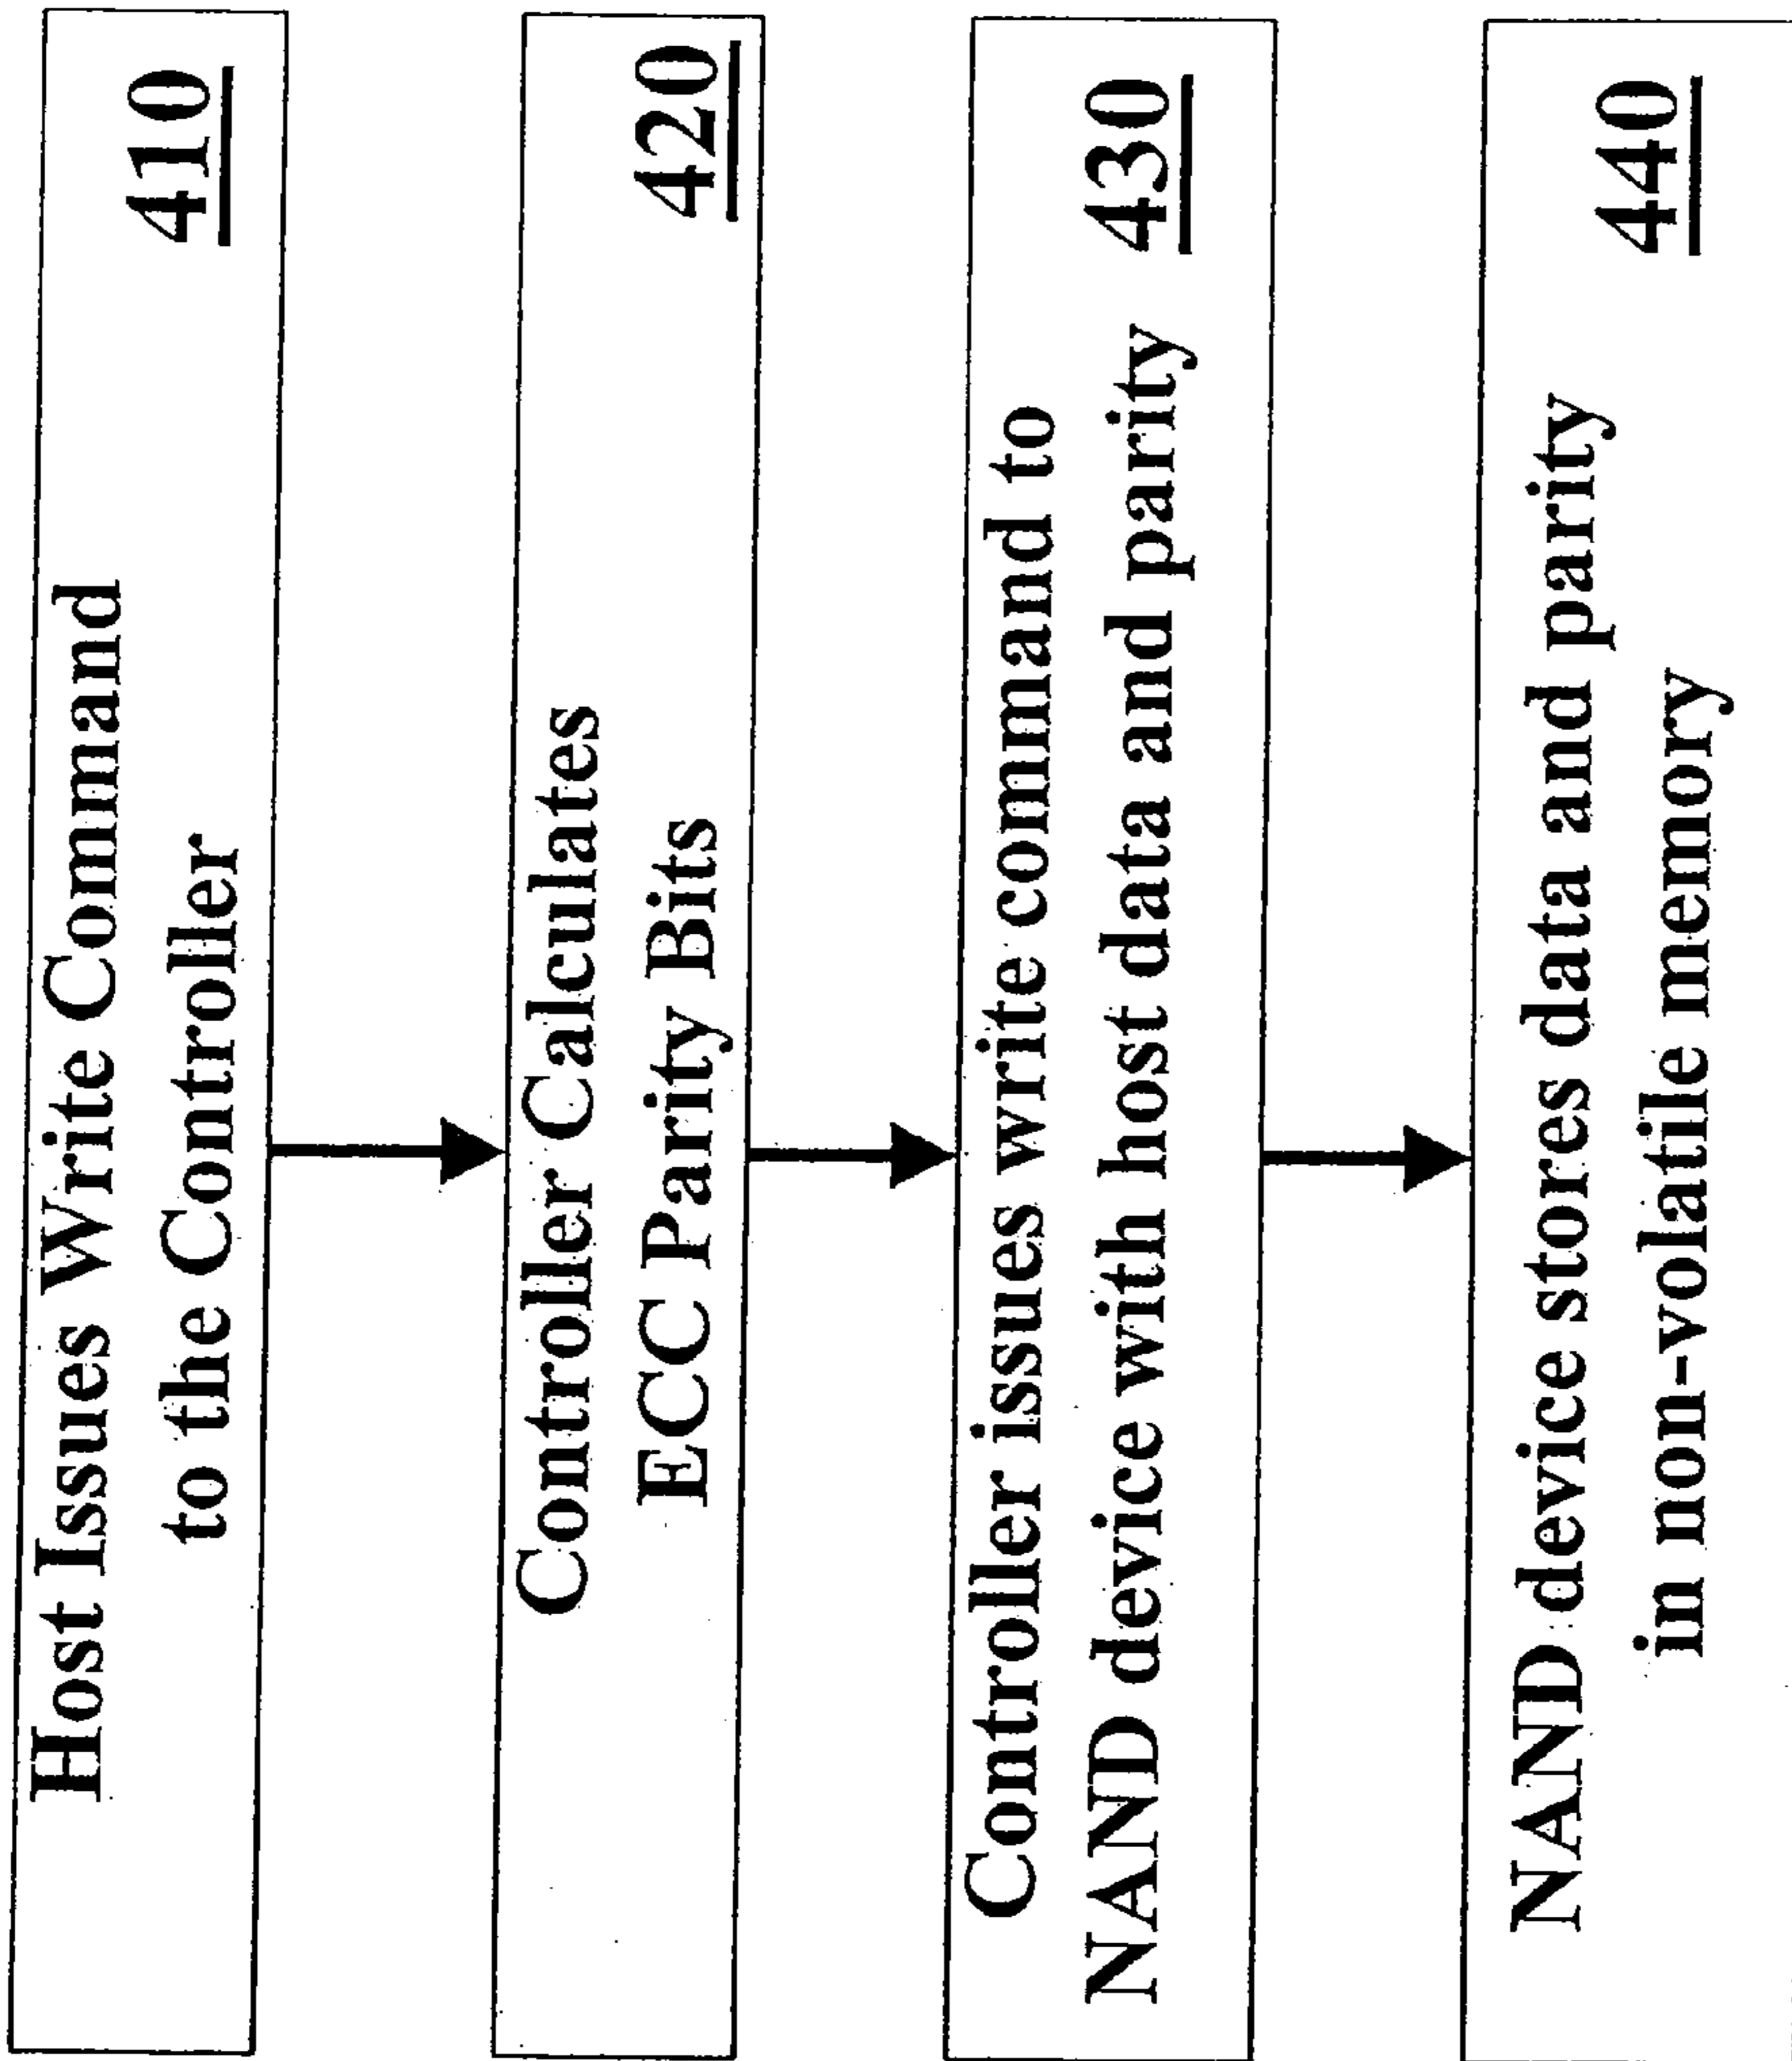 Host Issues Write Command
to the Controller 410
Controller Calculates
ECC Parity Bits 420
Controller issues write command to
NAND device with host data and parity 430
NAND device stores data and parity
in non-volatile memory 440